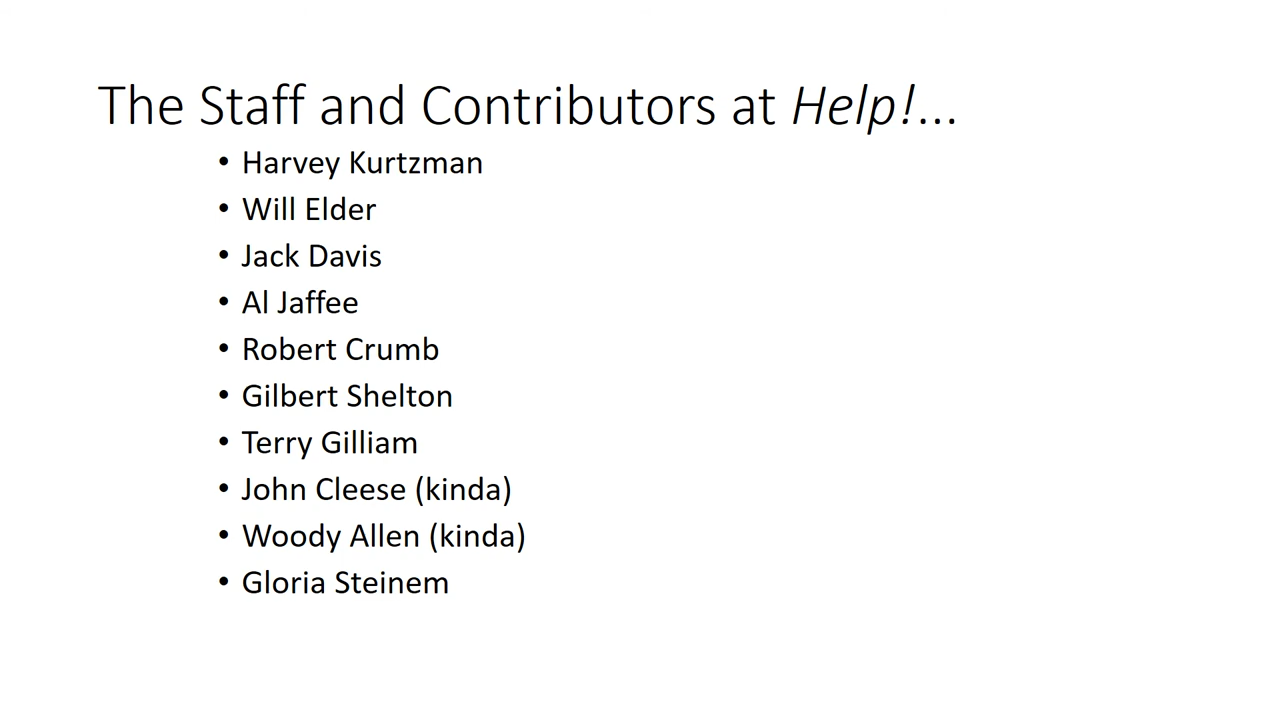 The Staff and Contributors at Help!...
• Harvey Kurtzman
• Will Elder
• Jack Davis
• Al Jaffee
• Robert Crumb
• Gilbert Shelton
• Terry Gilliam
• John Cleese (kinda)
• Woody Allen (kinda)
• Gloria Steinem